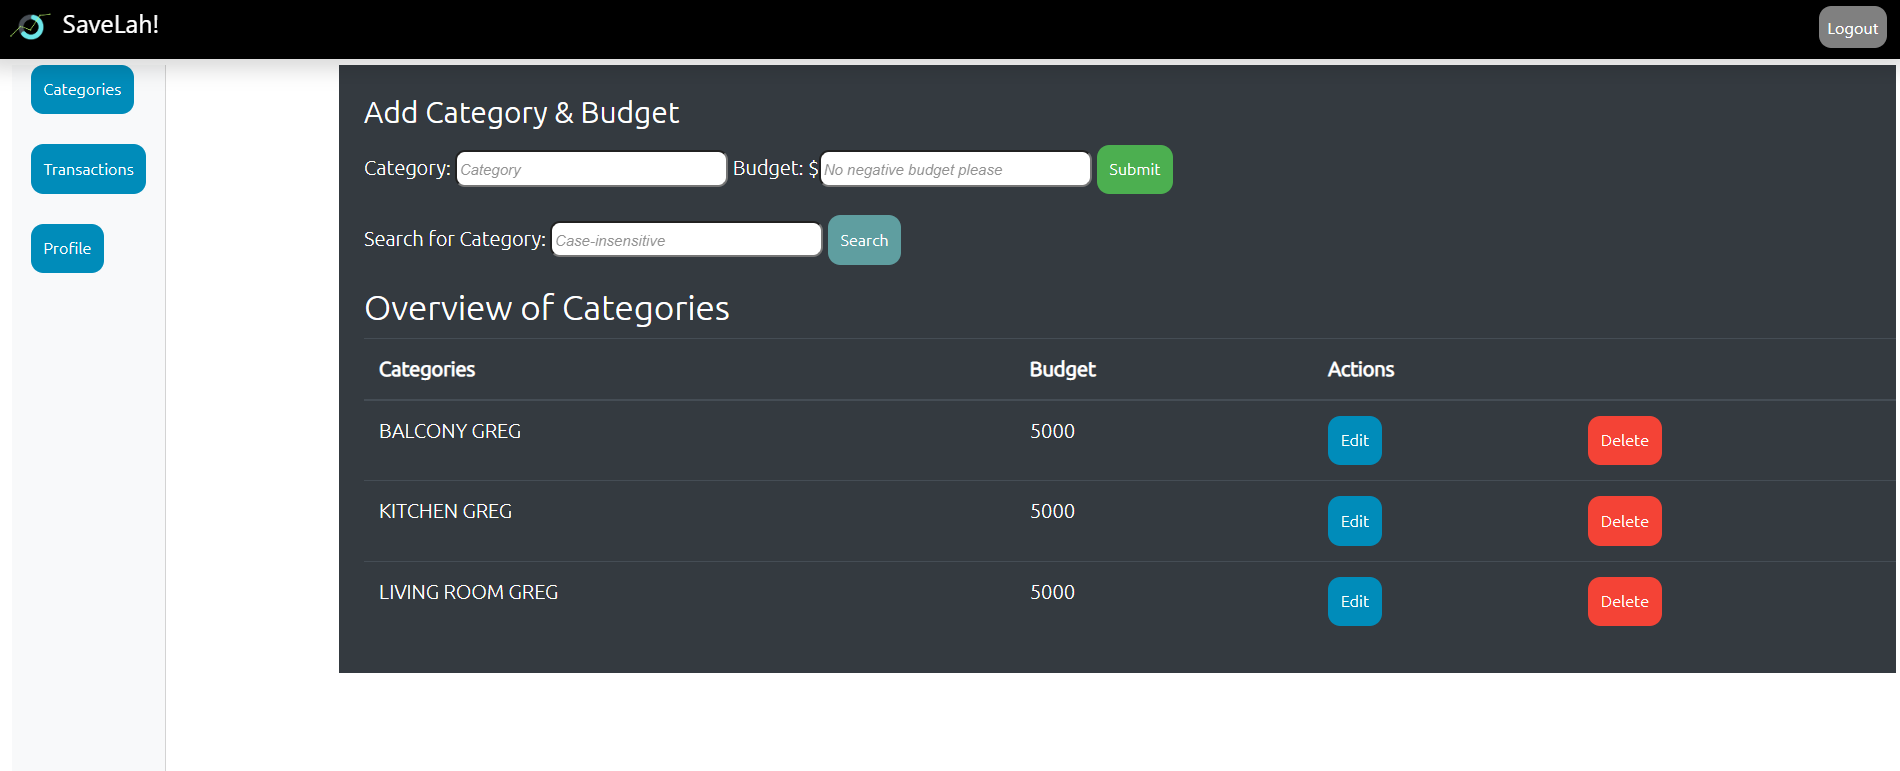 SaveLah!
Logout
Categories
Transactions
Profile
Add Category & Budget
Category: Category Budget: $ No negative budget please Submit
Search for Category: Case-insensitive Search
Overview of Categories
Categories Budget Actions
BALCONY GREG 5000 Edit Delete
KITCHEN GREG 5000 Edit Delete
LIVING ROOM GREG 5000 Edit Delete